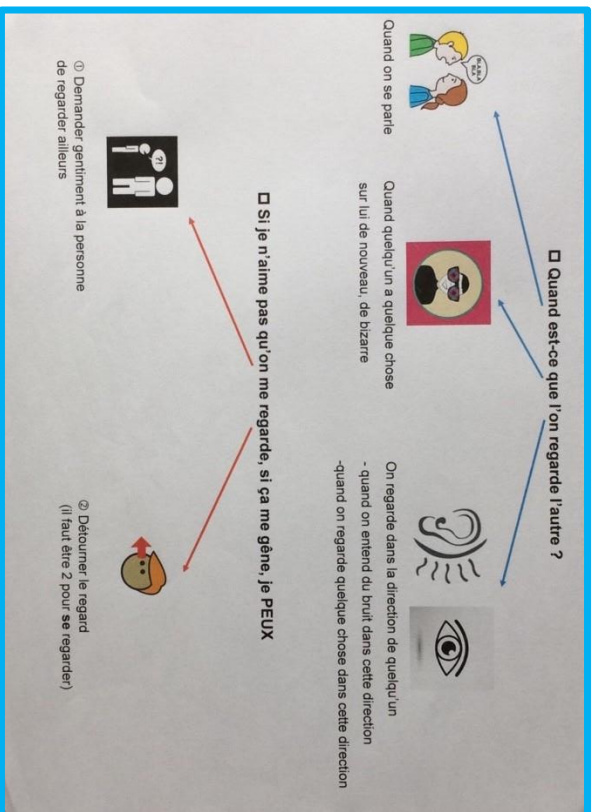 □ Quand est-ce que l'on regarde l'autre ?
BLABLA
BLA
Quand on se parle
Quand quelqu'un a quelque chose
sur lui de nouveau, de bizarre
On regarde dans la direction de quelqu'un
- quand on entend du bruit dans cette direction
-quand on regarde quelque chose dans cette direction
□ Si je n'aime pas qu'on me regarde, si ça me gêne, je PEUX
?!
① Demander gentiment à la personne
de regarder ailleurs
② Détourner le regard
(il faut être 2 pour se regarder)